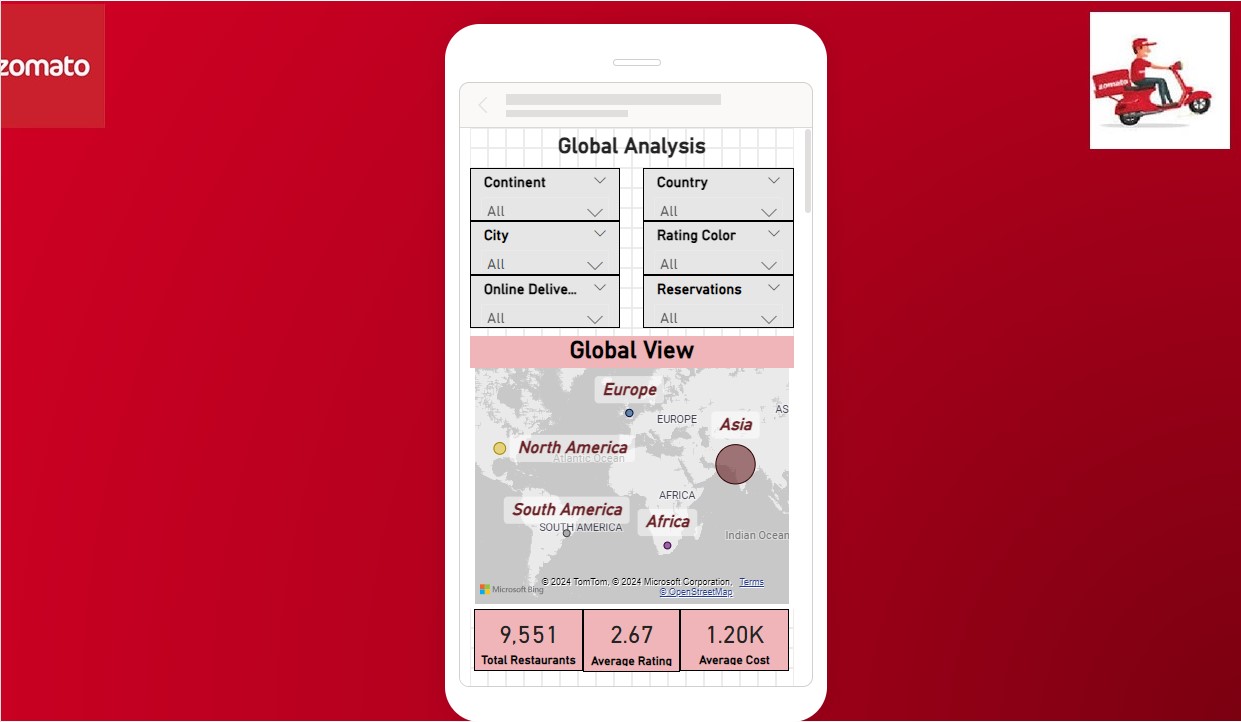 zomato
zomato
Global Analysis
Continent
Country
All
All
City
Rating Color
All
All
Online Delive...
Reservations
All
All
Global View
Europe
EUROPE
AS
Asia
North America
Atlantic Ocean
AFRICA
South America
Africa
SOUTH AMERICA
Indian Ocean
© 2024 TomTom, © 2024 Microsoft Corporation, Terms
Microsoft Bing
© OpenStreetMap
9,551
2.67
1.20K
Total Restaurants
Average Rating
Average Cost